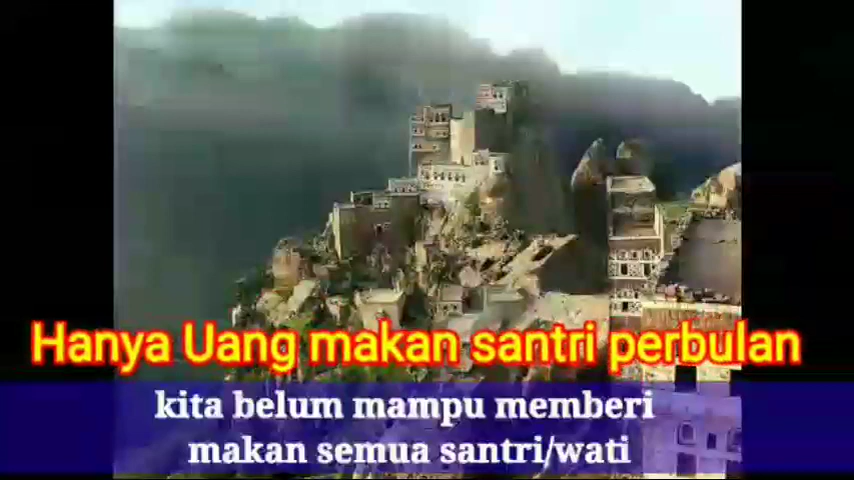 Hanya Uang makan santri perbulan
kita belum mampu memberi
makan semua santri/wati